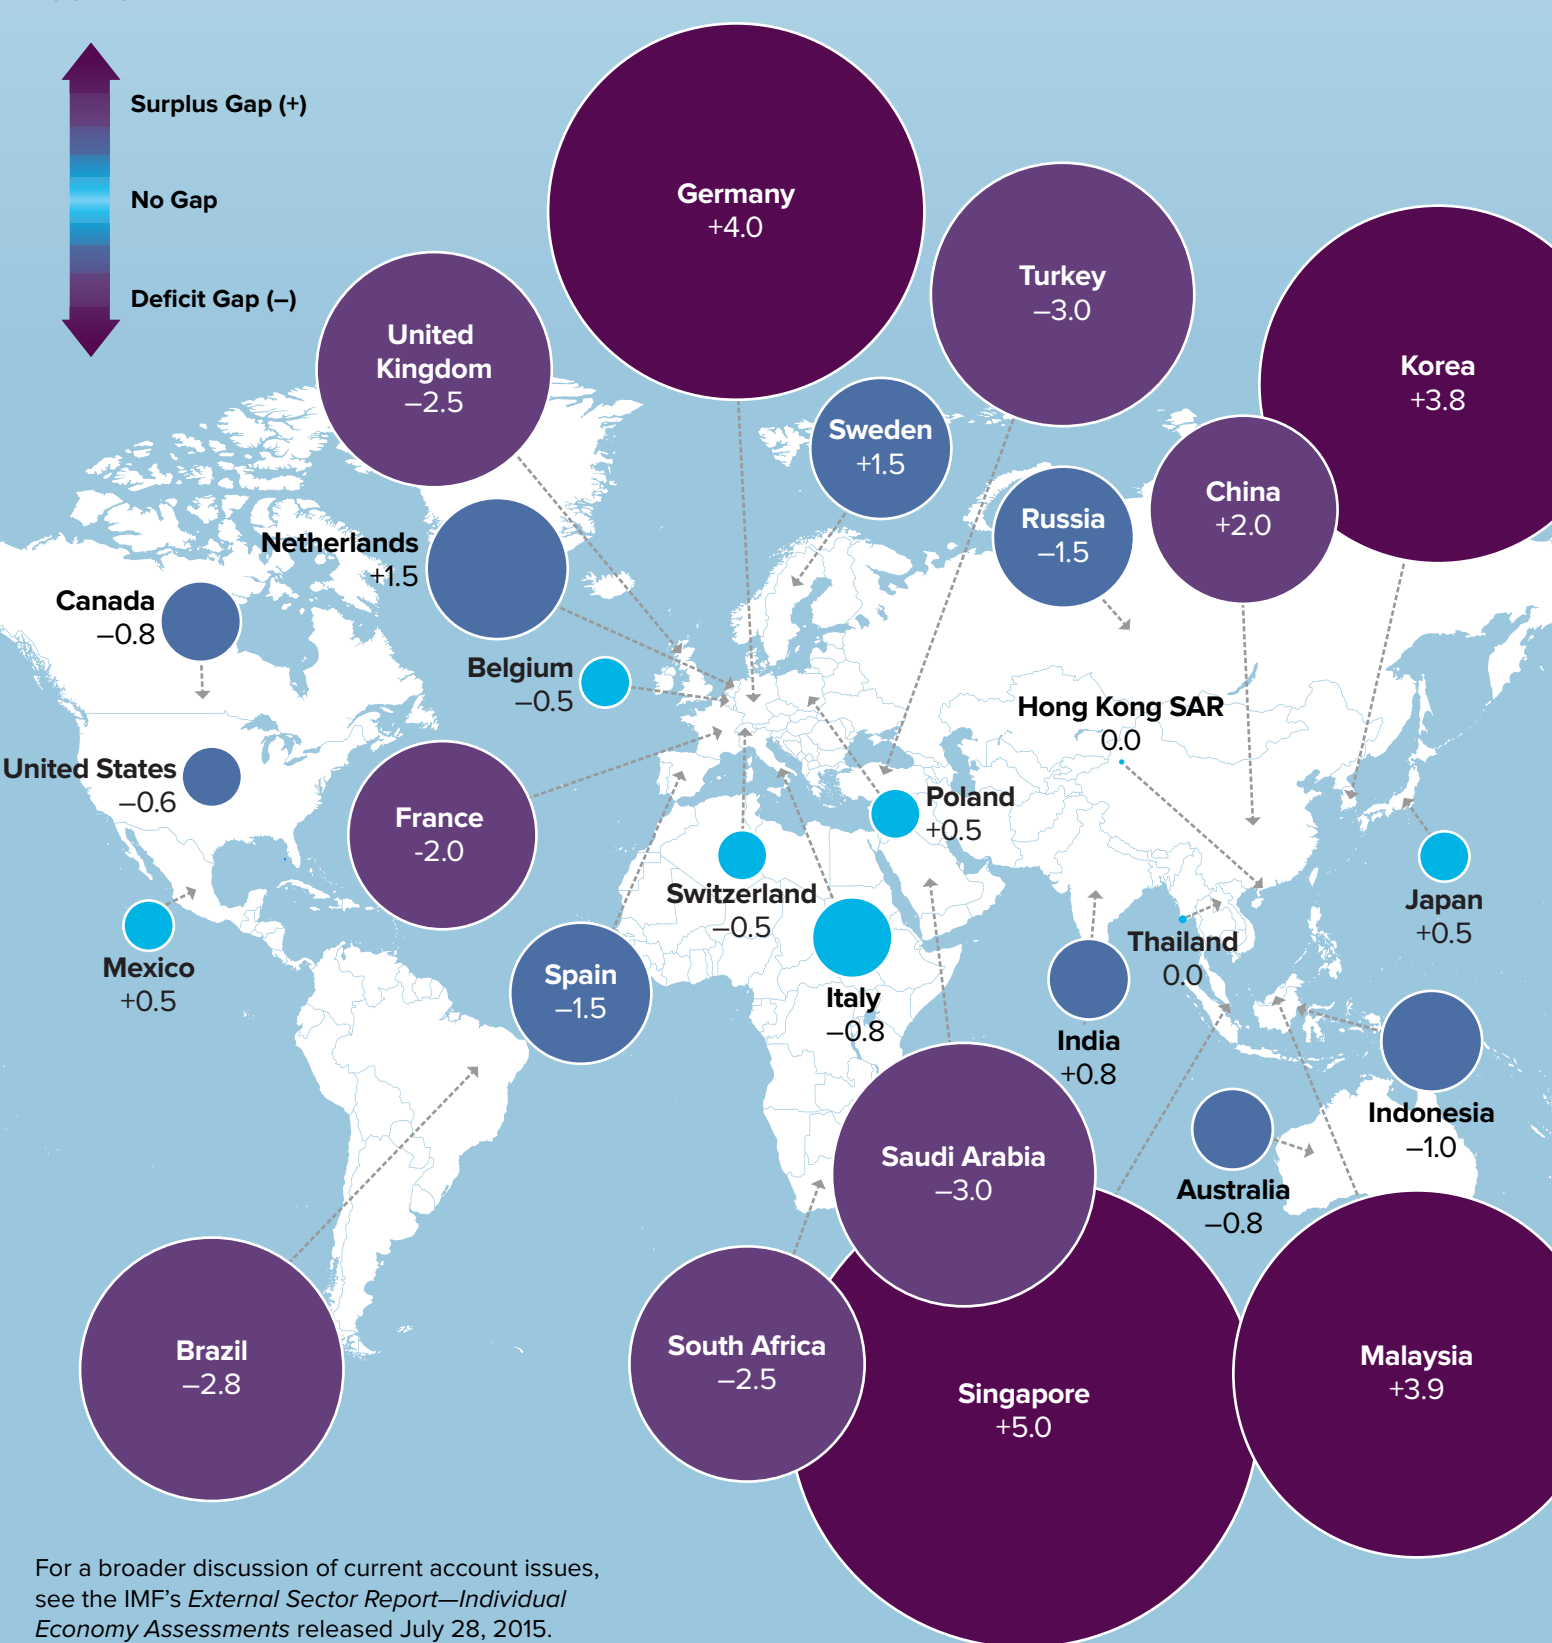 Surplus Gap (+)
No Gap
Deficit Gap (–)
Germany
+4.0
Turkey
–3.0
United
Kingdom
–2.5
Korea
+3.8
Sweden
+1.5
China
+2.0
Russia
–1.5
Netherlands
+1.5
Canada
–0.8
Belgium
–0.5
Hong Kong SAR
0.0
United States
–0.6
France
-2.0
Poland
+0.5
Switzerland
–0.5
Japan
+0.5
Thailand
0.0
Mexico
+0.5
Spain
–1.5
Italy
–0.8
India
+0.8
Indonesia
–1.0
Saudi Arabia
–3.0
Australia
–0.8
Brazil
–2.8
South Africa
–2.5
Singapore
+5.0
Malaysia
+3.9
For a broader discussion of current account issues,
see the IMF's External Sector Report—Individual
Economy Assessments released July 28, 2015.